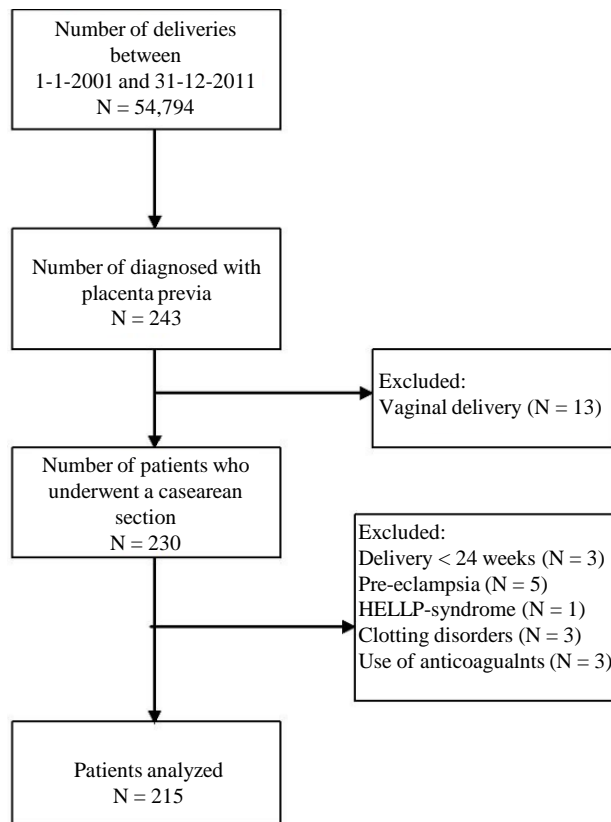 Number of deliveries
between
1-1-2001 and 31-12-2011
N = 54,794
Number of diagnosed with
placenta previa
N = 243
Excluded:
Vaginal delivery (N = 13)
Number of patients who
underwent a casearean
section
N = 230
Excluded:
Delivery < 24 weeks (N = 3)
Pre-eclampsia (N = 5)
HELLP-syndrome (N = 1)
Clotting disorders (N = 3)
Use of anticoagualnts (N = 3)
Patients analyzed
N = 215